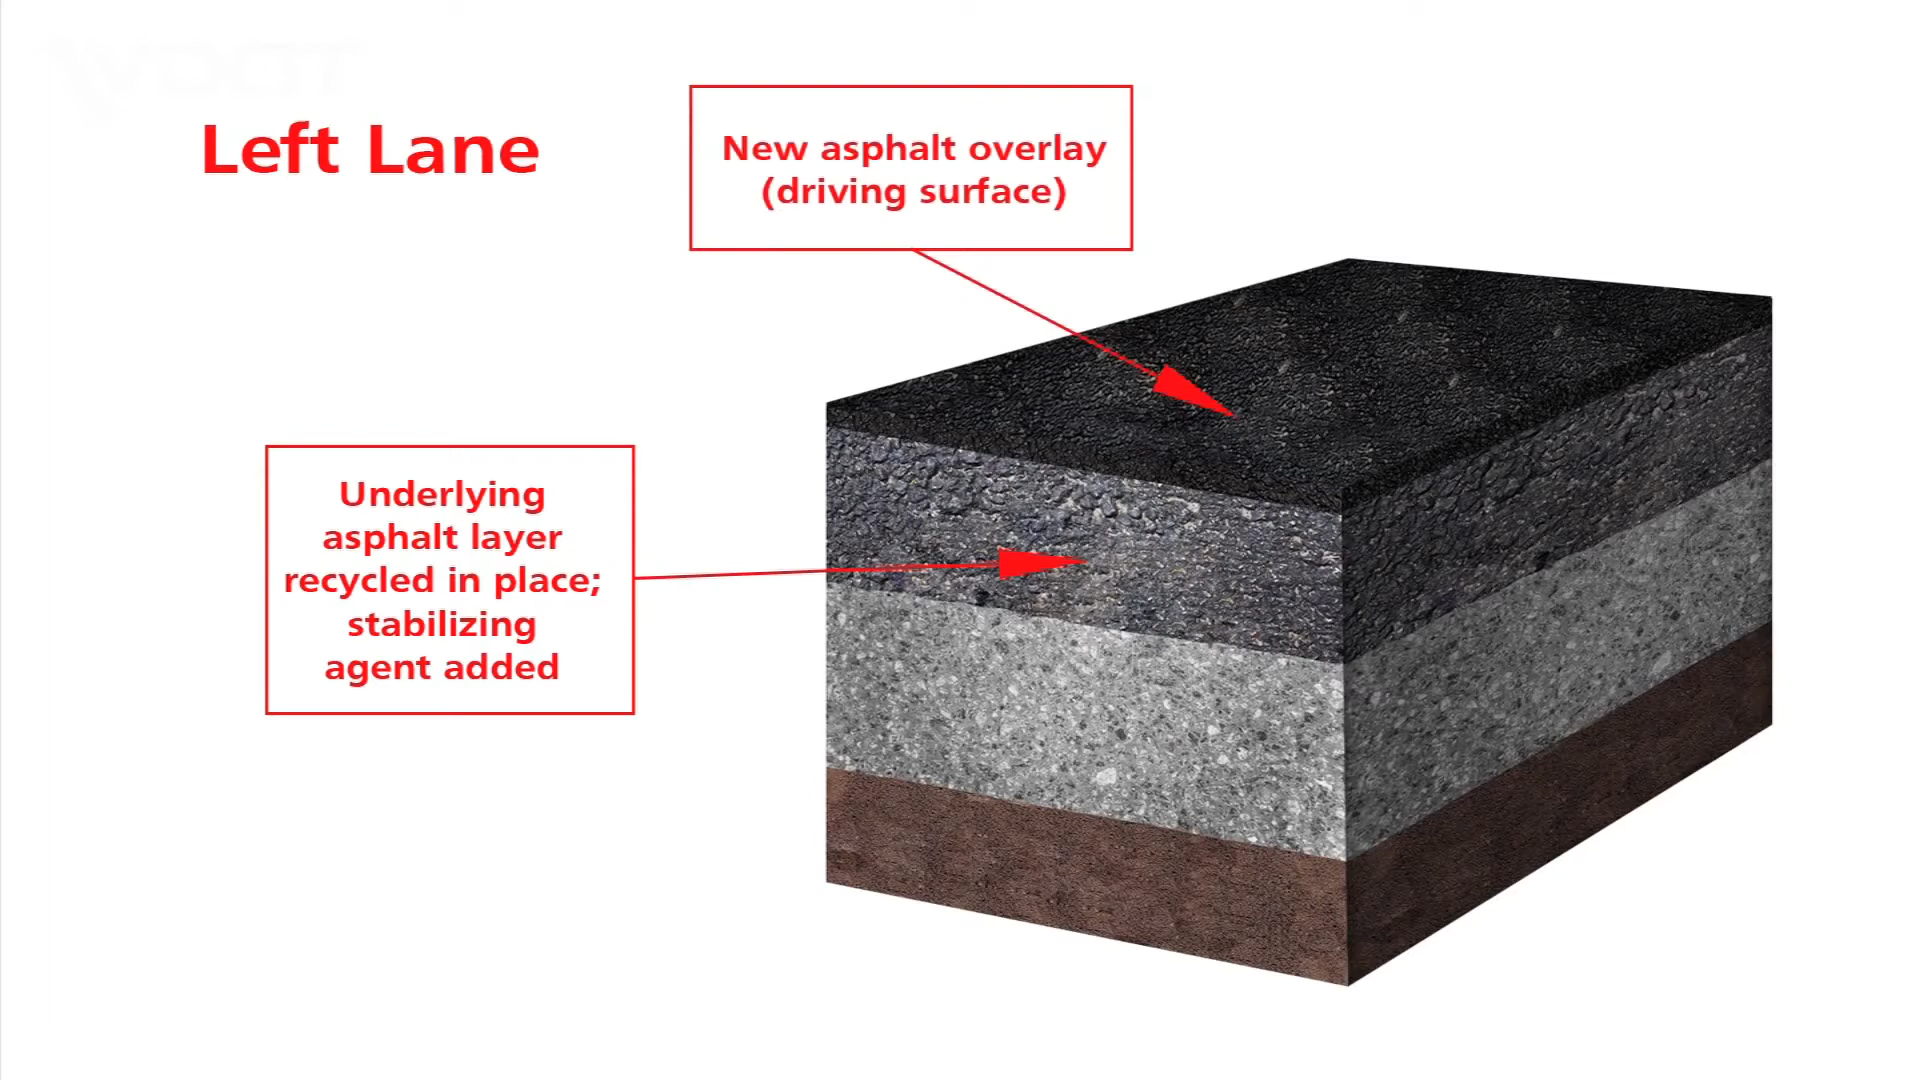 Left Lane
New asphalt overlay
(driving surface)
Underlying
asphalt layer
recycled in place;
stabilizing
agent added